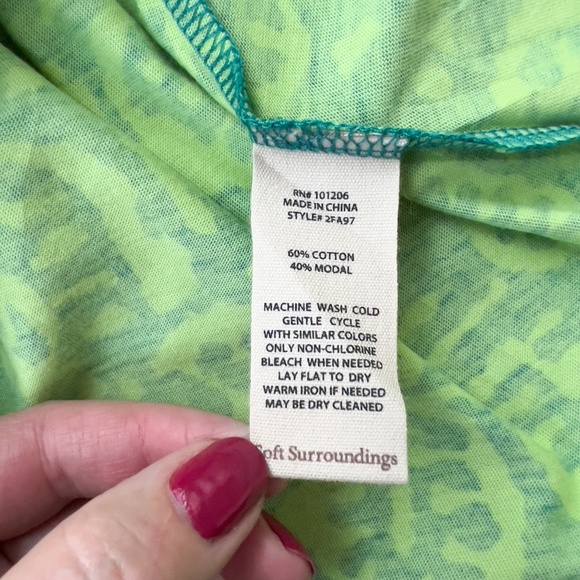 RN# 101206
MADE IN CHINA
STYLE# 2FA97
60% COTTON
40% MODAL
MACHINE WASH COLD
GENTLE CYCLE
WITH SIMILAR COLORS
ONLY NON-CHLORINE
BLEACH WHEN NEEDED
LAY FLAT TO DRY
WARM IRON IF NEEDED
MAY BE DRY CLEANED
Soft Surroundings